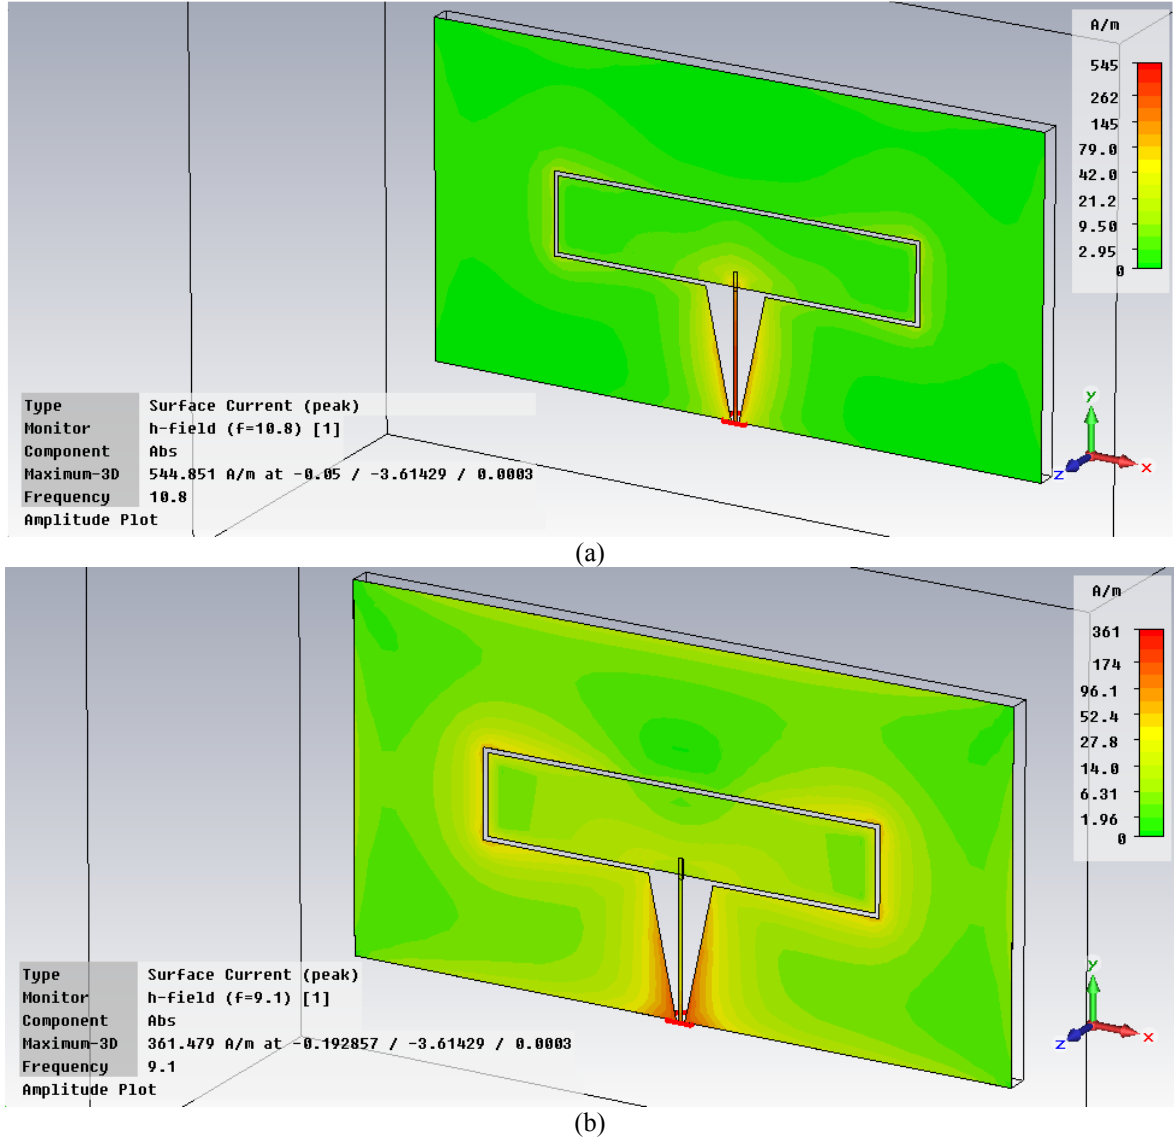 A/m
545
262
145
79.0
42.0
21.2
9.50
2.95
0
Type Surface Current (peak)
Monitor h-field (f=10.8) [1]
Component Abs
Maximum-3D 544.851 A/m at -0.05 / -3.61429 / 0.0003
Frequency 10.8
Amplitude Plot
y
z x
(a)
A/m
361
174
96.1
52.4
27.8
14.0
6.31
1.96
0
Type Surface Current (peak)
Monitor h-field (f=9.1) [1]
Component Abs
Maximum-3D 361.479 A/m at -0.192857 / -3.61429 / 0.0003
Frequency 9.1
Amplitude Plot
y
z x
(b)